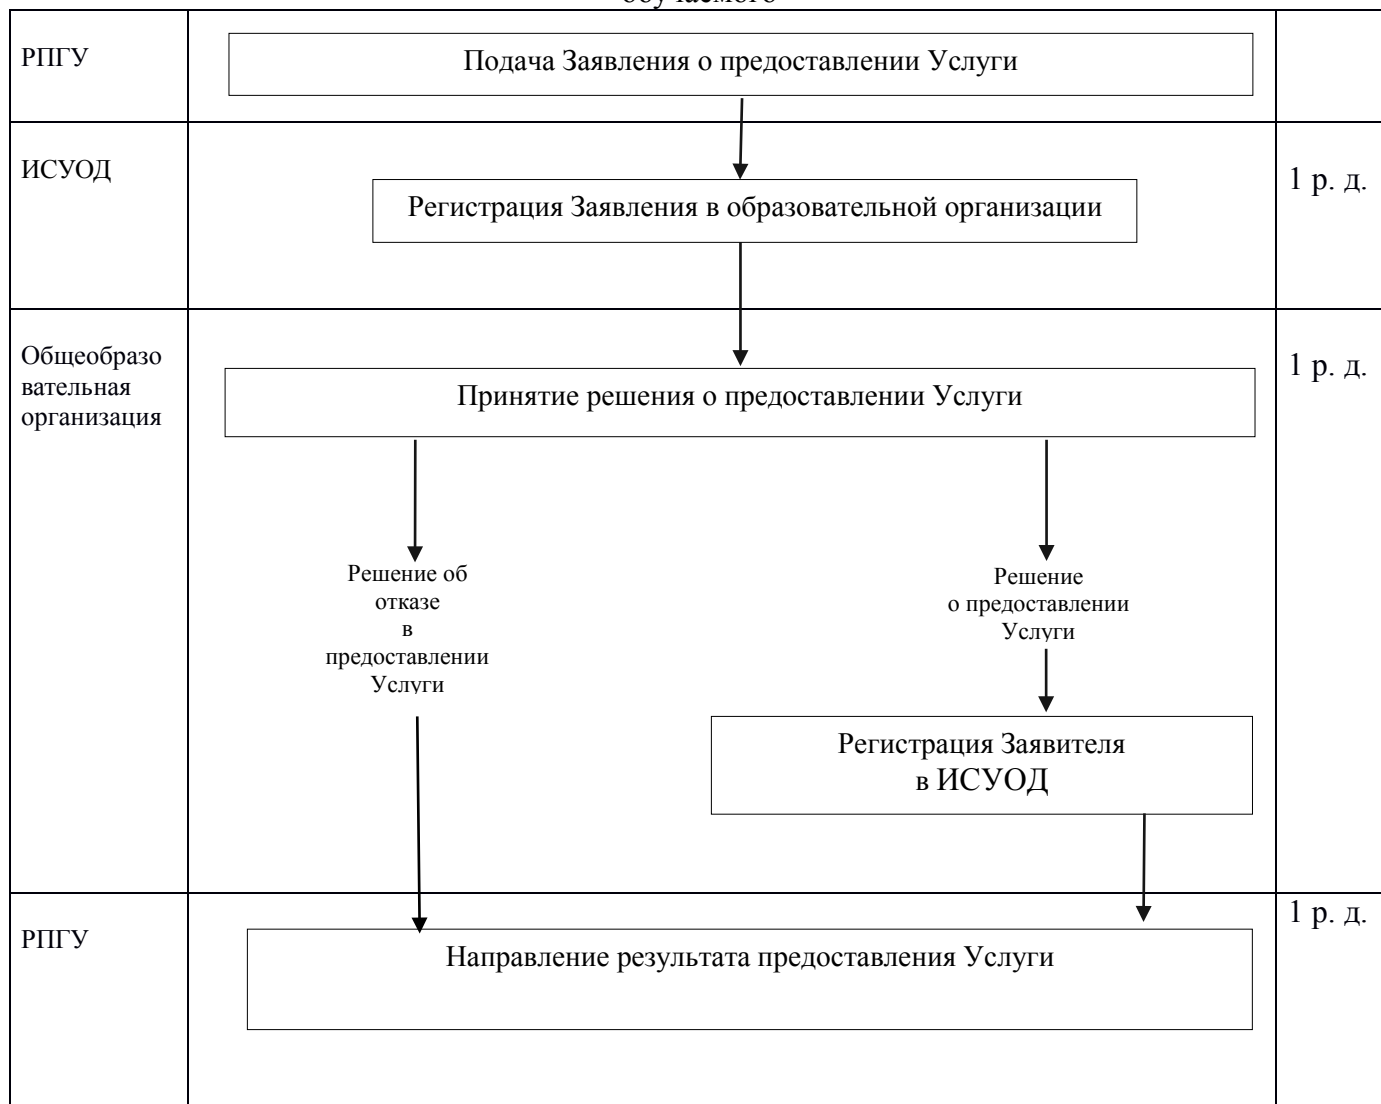 РПГУ
Подача Заявления о предоставлении Услуги
ИСУОД
Регистрация Заявления в образовательной организации
1 р. д.
Общеобразо
вательная
организация
Принятие решения о предоставлении Услуги
1 р. д.
Решение об
отказе
в
предоставлении
Услуги
Решение
о предоставлении
Услуги
Регистрация Заявителя
в ИСУОД
РПГУ
Направление результата предоставления Услуги
1 р. д.